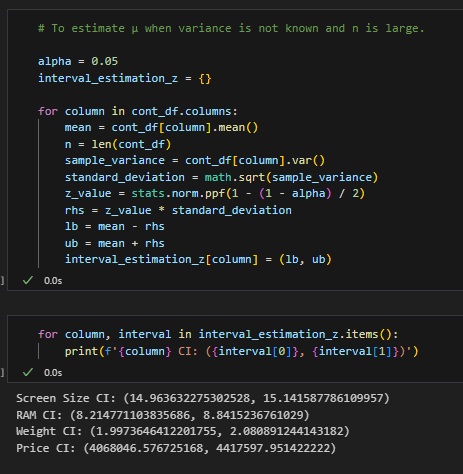 # To estimate μ when variance is not known and n is large.
alpha = 0.05
interval_estimation_z = {}
for column in cont_df.columns:
    mean = cont_df[column].mean()
    n = len(cont_df)
    sample_variance = cont_df[column].var()
    standard_deviation = math.sqrt(sample_variance)
    z_value = stats.norm.ppf(1 - (1 - alpha) / 2)
    rhs = z_value * standard_deviation
    lb = mean - rhs
    ub = mean + rhs
    interval_estimation_z[column] = (lb, ub)
] ✓ 0.0s
for column, interval in interval_estimation_z.items():
    print(f'{column} CI: ({interval[0]}, {interval[1]})')
] ✓ 0.0s
Screen Size CI: (14.963632275302528, 15.141587786109957)
RAM CI: (8.214771103835686, 8.8415236761029)
Weight CI: (1.9973646412201755, 2.080891244143182)
Price CI: (4068046.576725168, 4417597.951422222)